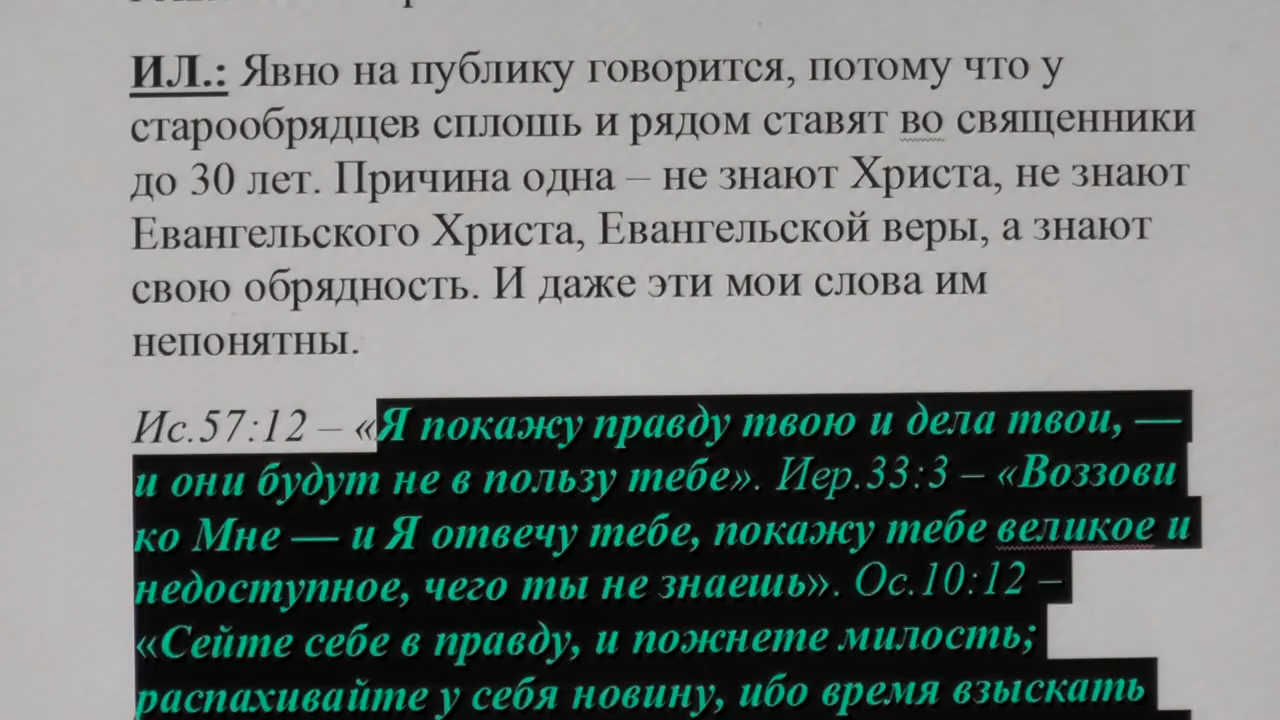 ИЛ.: Явно на публику говорится, потому что у
старообрядцев сплошь и рядом ставят во священники
до 30 лет. Причина одна – не знают Христа, не знают
Евангельского Христа, Евангельской веры, а знают
свою обрядность. И даже эти мои слова им
непонятны.
Ис.57:12 – «Я покажу правду твою и дела твои, —
и они будут не в пользу тебе». Иер.33:3 – «Воззови
ко Мне — и Я отвечу тебе, покажу тебе великое и
недоступное, чего ты не знаешь». Ос.10:12 –
«Сейте себе в правду, и пожнете милость;
распахивайте у себя новину, ибо время взыскать